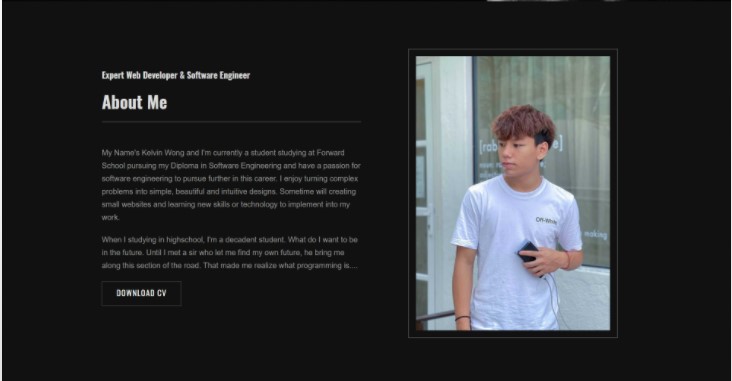 Expert Web Developer & Software Engineer
About Me
My Name's Kelvin Wong and I'm currently a student studying at Forward
School pursuing my Diploma in Software Engineering and have a passion for
software engineering to pursue further in this career. I enjoy turning complex
problems into simple, beautiful and intuitive designs. Sometime will creating
small websites and learning new skills or technology to implement into my
work.
When I studying in highschool, I'm a decadent student. What do I want to be
in the future. Until I met a sir who let me find my own future, he bring me
along this section of the road. That made me realize what programming is....
DOWNLOAD CV
Off-White